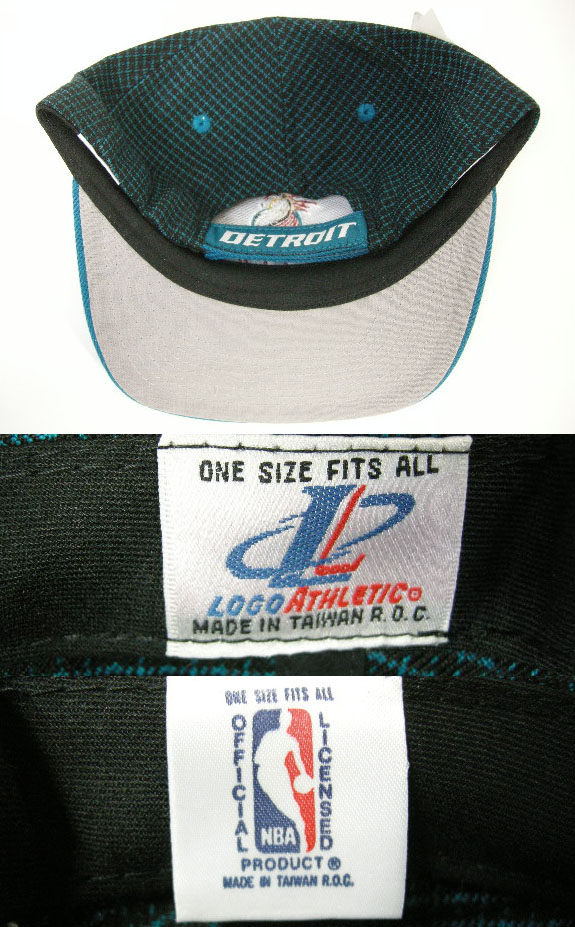 DETROIT
ONE SIZE FITS ALL
LOGO ATHLETIC
MADE IN TAIWAN R.O.C.
ONE SIZE FITS ALL
OFFICIAL
LICENSED
NBA
PRODUCT ®
MADE IN TAIWAN R.O.C.